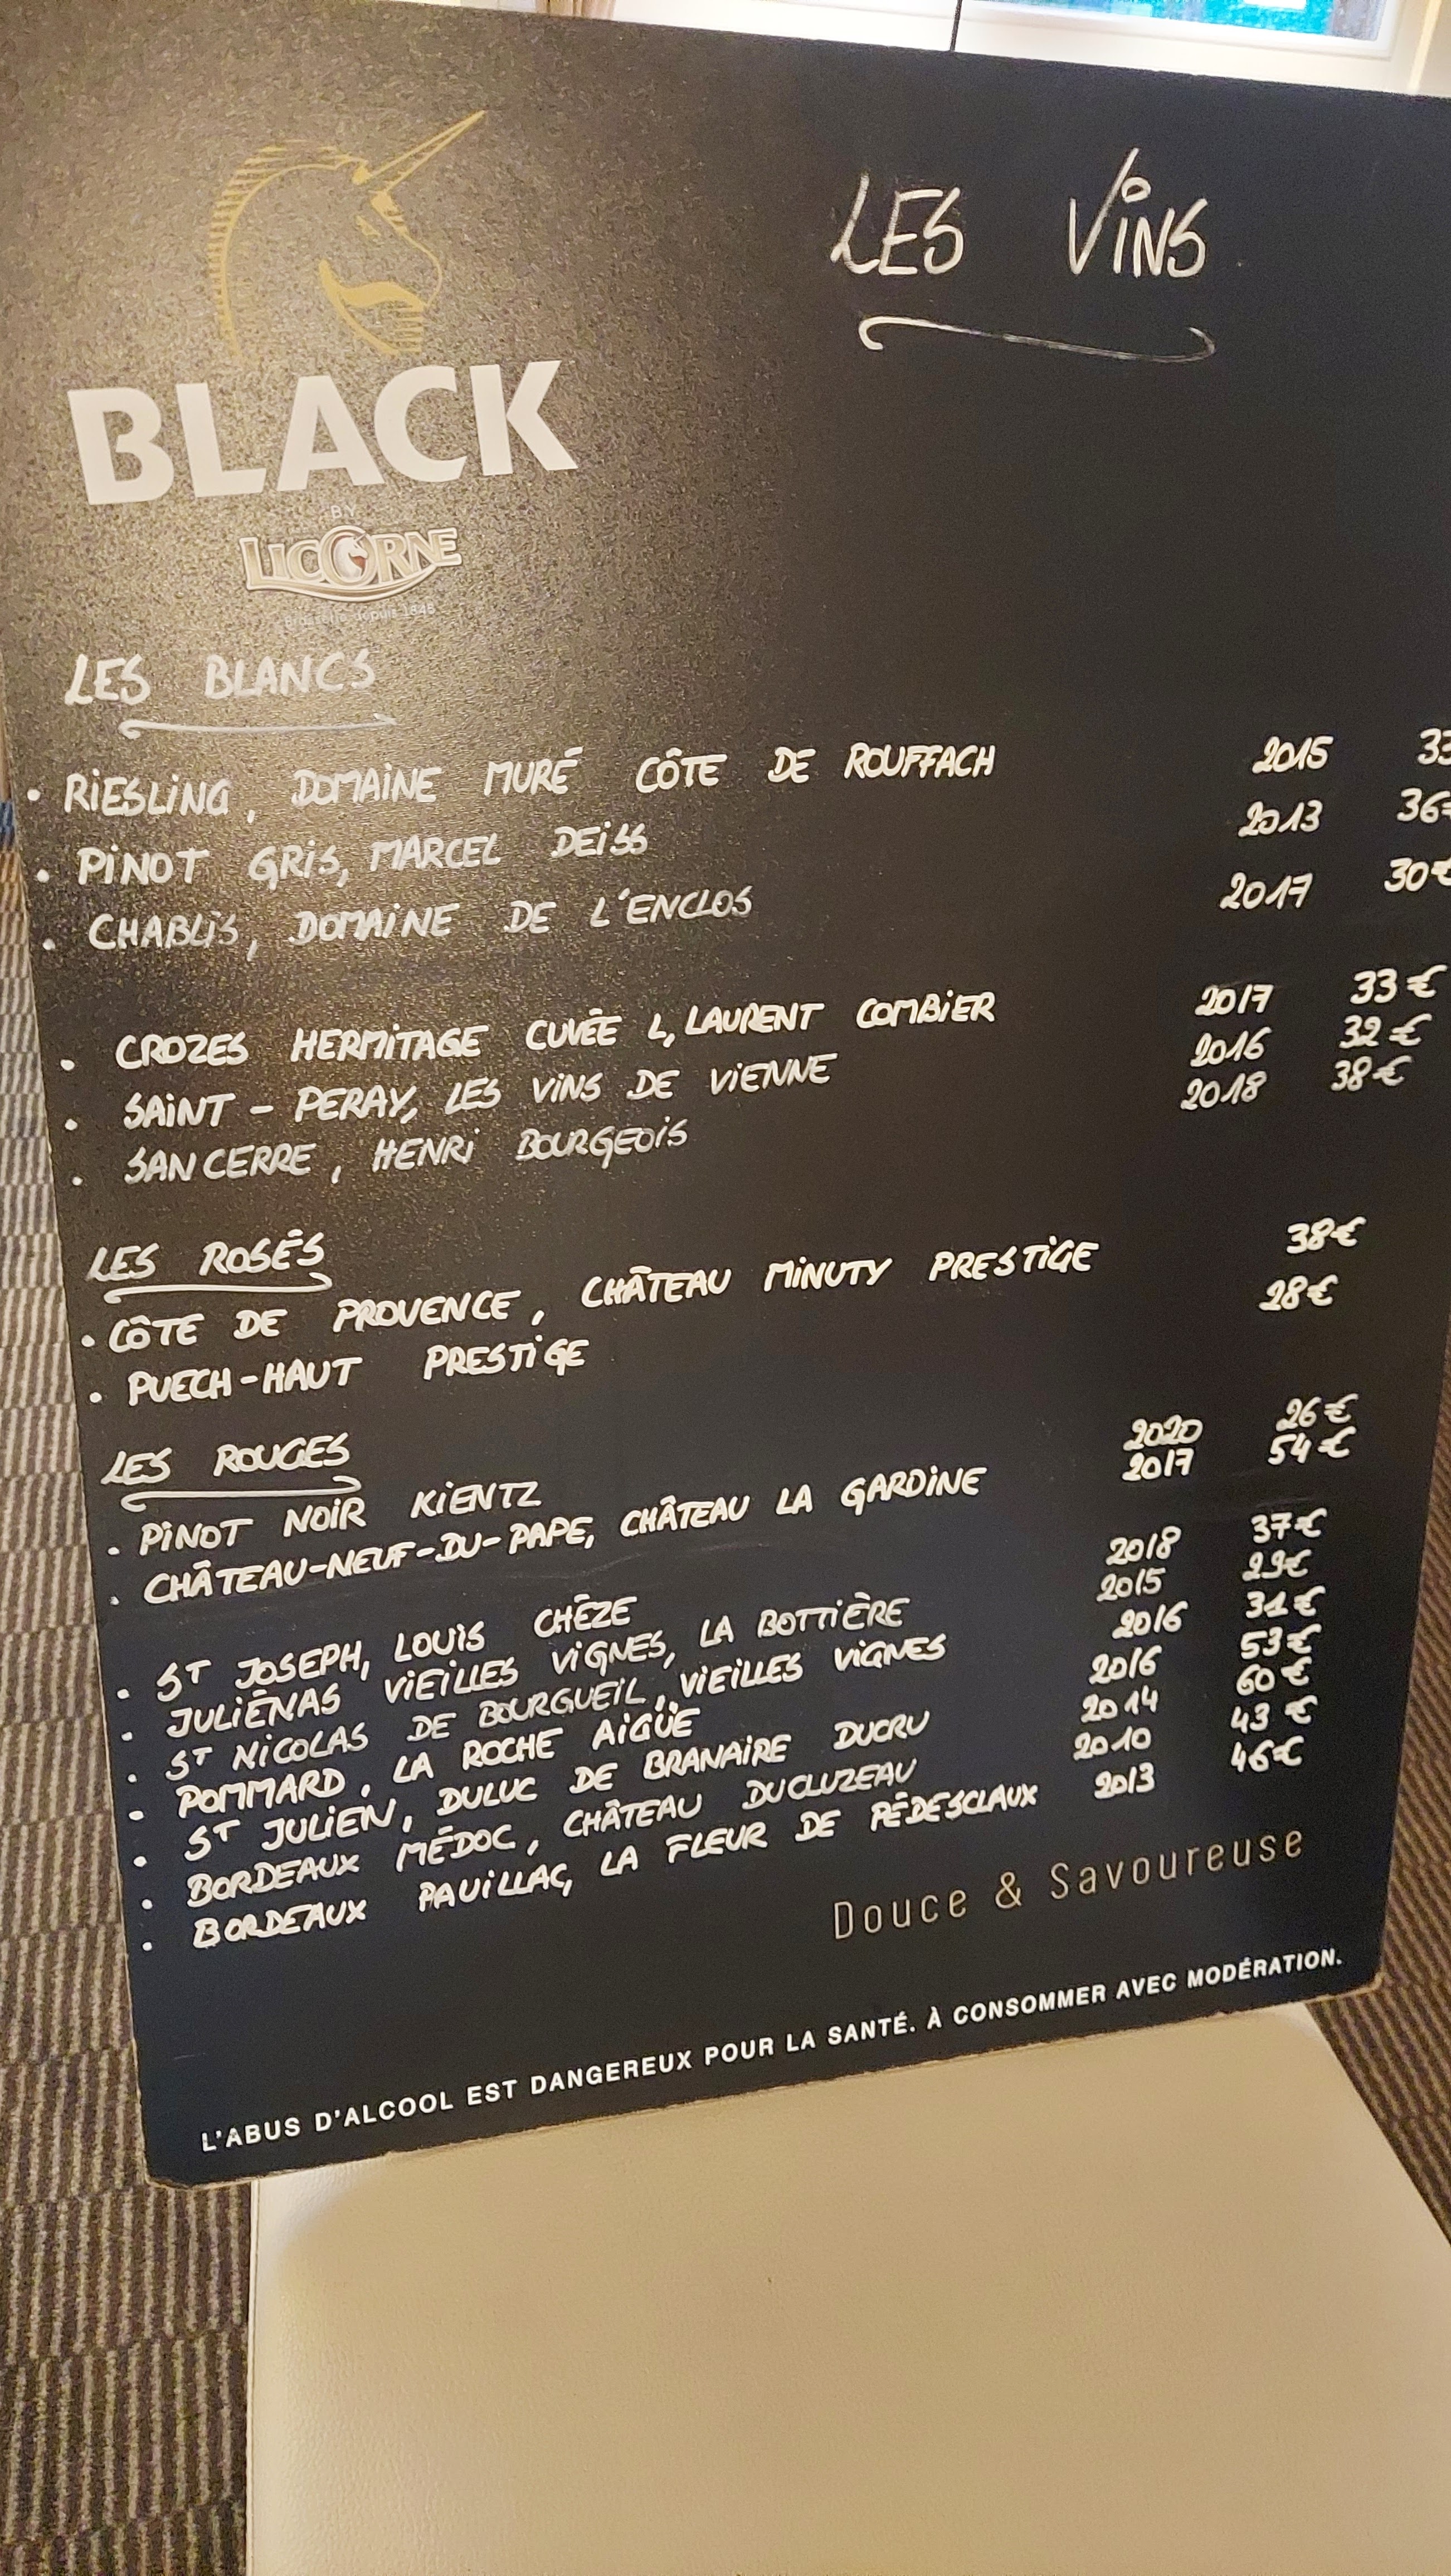 LES VINS
BLACK
BY
LICORNE
Brasserie depuis 1845
LES BLANCS
• RIESLING, DOMAINE MURÉ CÔTE DE ROUFFACH 2015 33
• PINOT GRIS, MARCEL DEISS 2013 36€
• CHABLIS, DOMAINE DE L'ENCLOS 2017 30€
• CROZES HERMITAGE CUVÉE L, LAURENT COMBIER 2017 33€
• SAINT-PERAY, LES VINS DE VIENNE 2016 32€
• SANCERRE, HENRI BOURGEOIS 2018 38€
LES ROSÉS
• CÔTE DE PROVENCE, CHÂTEAU MINUTY PRESTIGE 38€
• PUECH-HAUT PRESTIGE 28€
LES ROUGES
• PINOT NOIR KIENTZ 2020 26€
• CHÂTEAU-NEUF-DU-PAPE, CHÂTEAU LA GARDINE 2017 54€
• ST JOSEPH, LOUIS CHÈZE 2018 37€
• JULIÉNAS VIEILLES VIGNES, LA BOTTIÈRE 2015 29€
• ST NICOLAS DE BOURGUEIL, VIEILLES VIGNES 2016 31€
• POMMARD, LA ROCHE AIGÜE 2016 53€
• ST JULIEN, DULUC DE BRANAIRE DUCRU 2014 60€
• BORDEAUX MÉDOC, CHÂTEAU DUCLUZEAU 2010 43€
• BORDEAUX PAUILLAC, LA FLEUR DE PÉDESCLAUX 2013 46€
Douce & Savoureuse
L'ABUS D'ALCOOL EST DANGEREUX POUR LA SANTÉ. À CONSOMMER AVEC MODÉRATION.